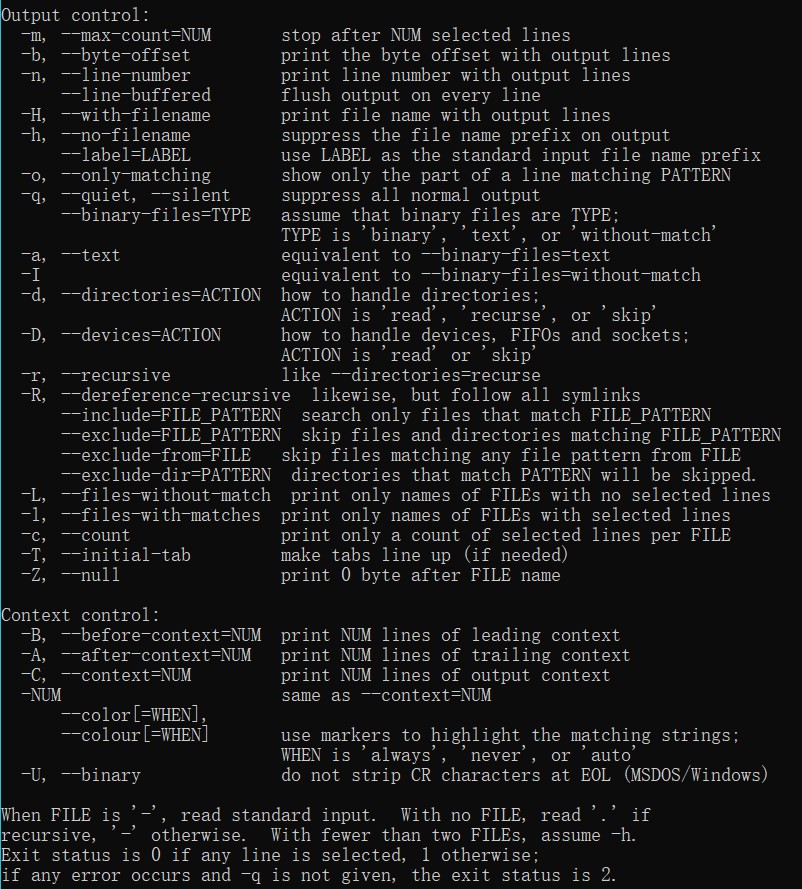 Output control:
  -m, --max-count=NUM       stop after NUM selected lines
  -b, --byte-offset         print the byte offset with output lines
  -n, --line-number         print line number with output lines
      --line-buffered       flush output on every line
  -H, --with-filename       print file name with output lines
  -h, --no-filename         suppress the file name prefix on output
      --label=LABEL         use LABEL as the standard input file name prefix
  -o, --only-matching       show only the part of a line matching PATTERN
  -q, --quiet, --silent     suppress all normal output
      --binary-files=TYPE   assume that binary files are TYPE;
                            TYPE is 'binary', 'text', or 'without-match'
  -a, --text                equivalent to --binary-files=text
  -I                        equivalent to --binary-files=without-match
  -d, --directories=ACTION  how to handle directories;
                            ACTION is 'read', 'recurse', or 'skip'
  -D, --devices=ACTION      how to handle devices, FIFOs and sockets;
                            ACTION is 'read' or 'skip'
  -r, --recursive           like --directories=recurse
  -R, --dereference-recursive  likewise, but follow all symlinks
      --include=FILE_PATTERN  search only files that match FILE_PATTERN
      --exclude=FILE_PATTERN  skip files and directories matching FILE_PATTERN
      --exclude-from=FILE   skip files matching any file pattern from FILE
      --exclude-dir=PATTERN  directories that match PATTERN will be skipped.
  -L, --files-without-match  print only names of FILEs with no selected lines
  -l, --files-with-matches  print only names of FILEs with selected lines
  -c, --count               print only a count of selected lines per FILE
  -T, --initial-tab         make tabs line up (if needed)
  -Z, --null                print 0 byte after FILE name

Context control:
  -B, --before-context=NUM  print NUM lines of leading context
  -A, --after-context=NUM   print NUM lines of trailing context
  -C, --context=NUM         print NUM lines of output context
  -NUM                      same as --context=NUM
      --color[=WHEN],
      --colour[=WHEN]       use markers to highlight the matching strings;
                            WHEN is 'always', 'never', or 'auto'
  -U, --binary              do not strip CR characters at EOL (MSDOS/Windows)

When FILE is '-', read standard input.  With no FILE, read '.' if
recursive, '-' otherwise.  With fewer than two FILEs, assume -h.
Exit status is 0 if any line is selected, 1 otherwise;
if any error occurs and -q is not given, the exit status is 2.